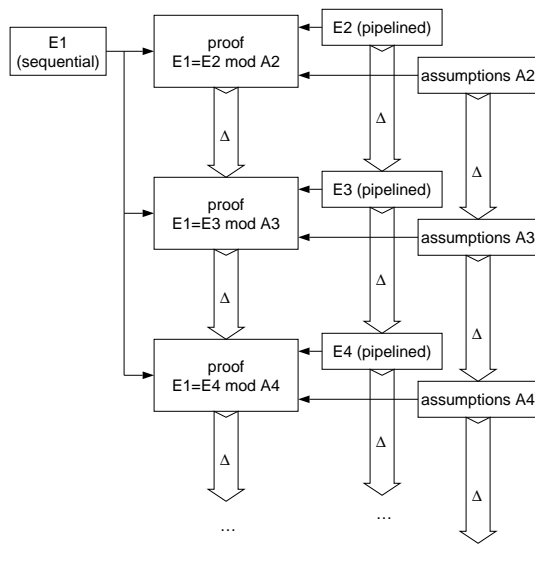 E2 (pipelined)
E1
(sequential)
proof
E1=E2 mod A2
assumptions A2
Δ
Δ
Δ
E3 (pipelined)
proof
E1=E3 mod A3
assumptions A3
Δ
Δ
Δ
E4 (pipelined)
proof
E1=E4 mod A4
assumptions A4
Δ
Δ
Δ
...
...